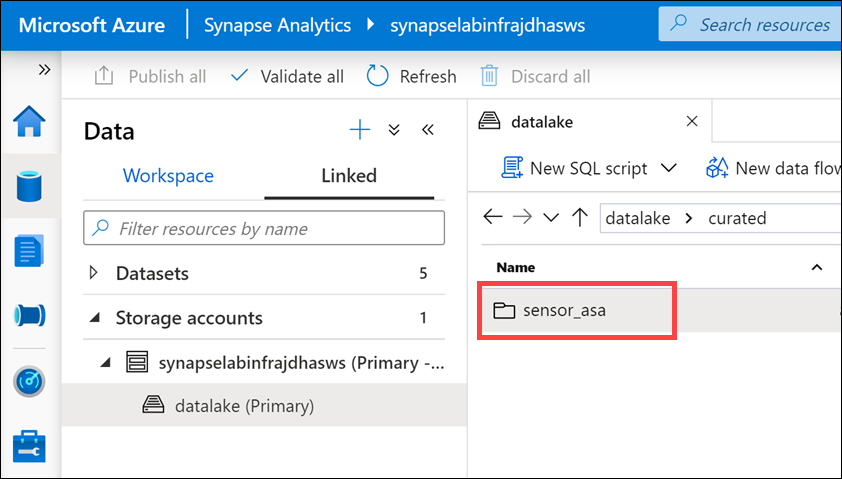 Microsoft Azure
Synapse Analytics
synapselabinfrajdhasws
Search resources
Publish all
Validate all
Refresh
Discard all
Data
Workspace
Linked
Filter resources by name
Datasets 5
Storage accounts 1
synapselabinfrajdhasws (Primary -...
datalake (Primary)
datalake
New SQL script
New data flow
datalake > curated
Name
sensor_asa